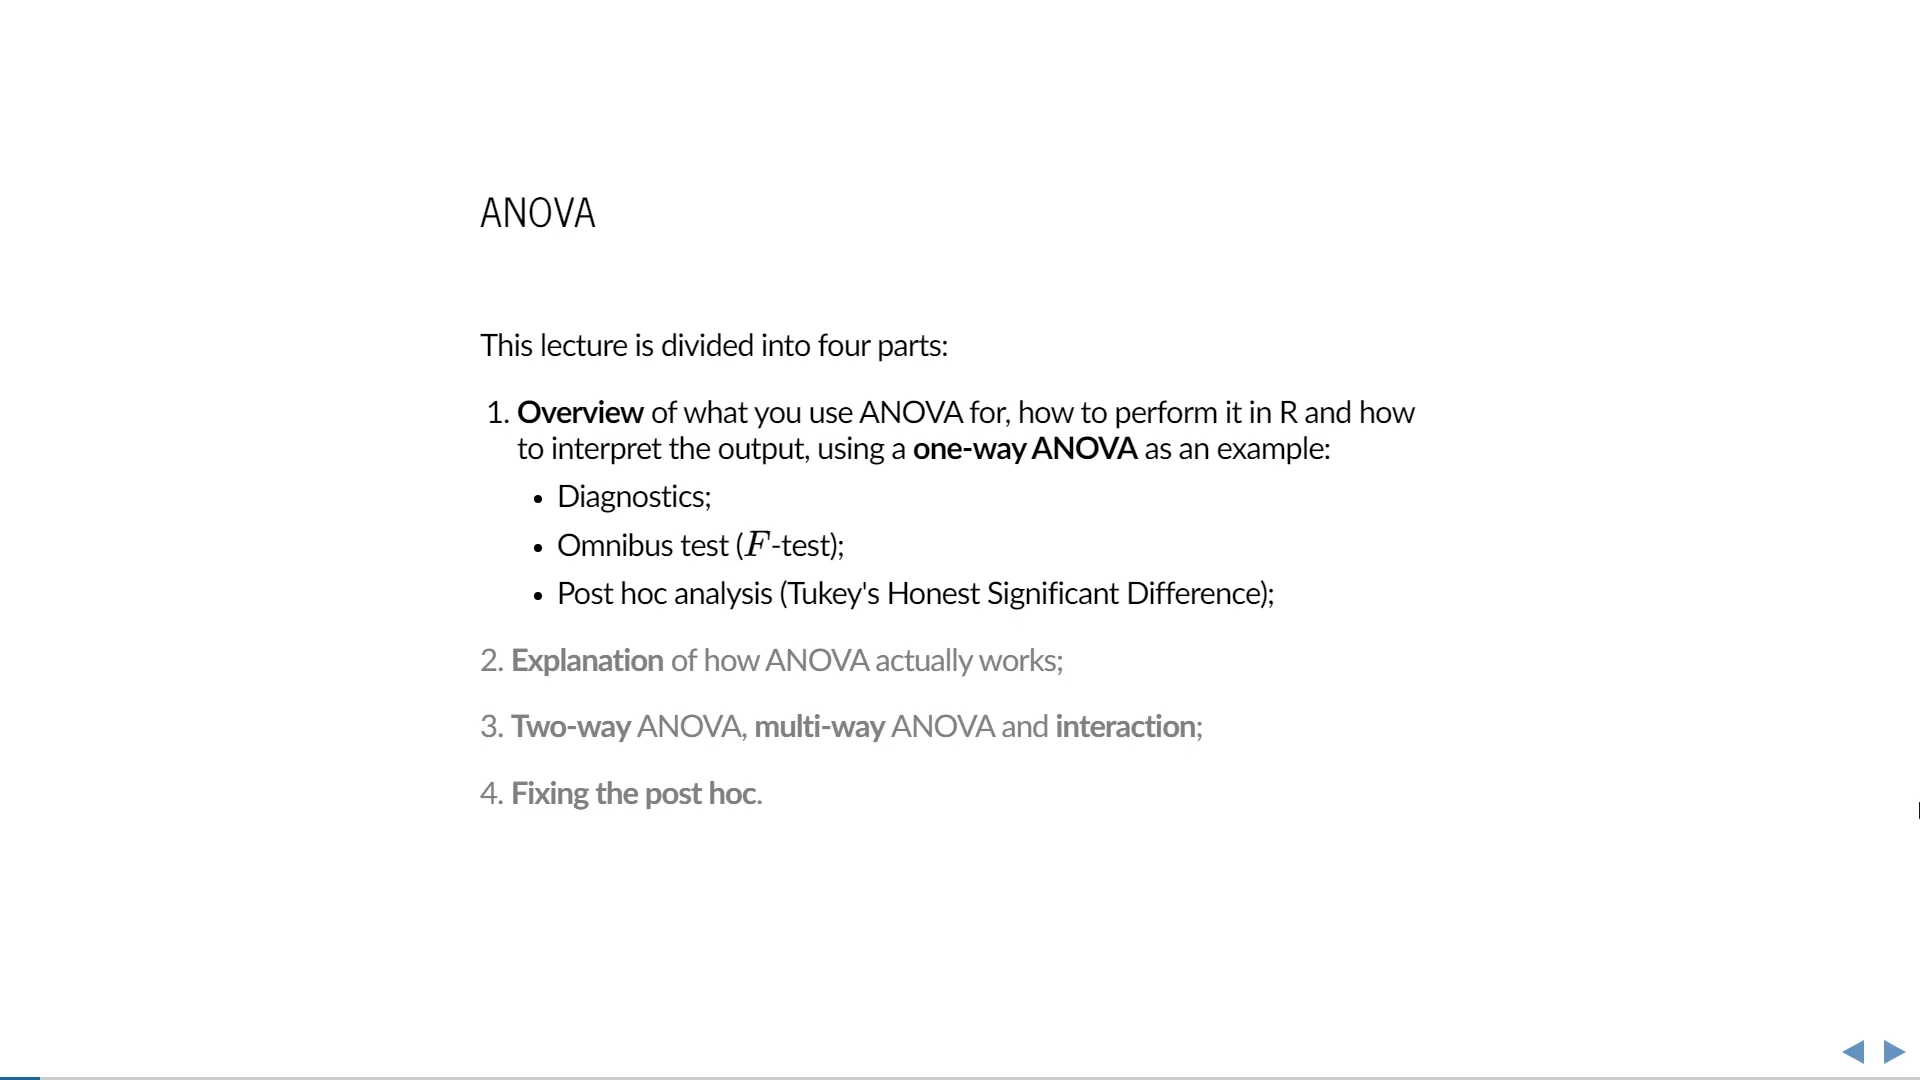 ANOVA
This lecture is divided into four parts:
1. Overview of what you use ANOVA for, how to perform it in R and how
to interpret the output, using a one-way ANOVA as an example:
• Diagnostics;
• Omnibus test (F-test);
• Post hoc analysis (Tukey's Honest Significant Difference);
2. Explanation of how ANOVA actually works;
3. Two-way ANOVA, multi-way ANOVA and interaction;
4. Fixing the post hoc.